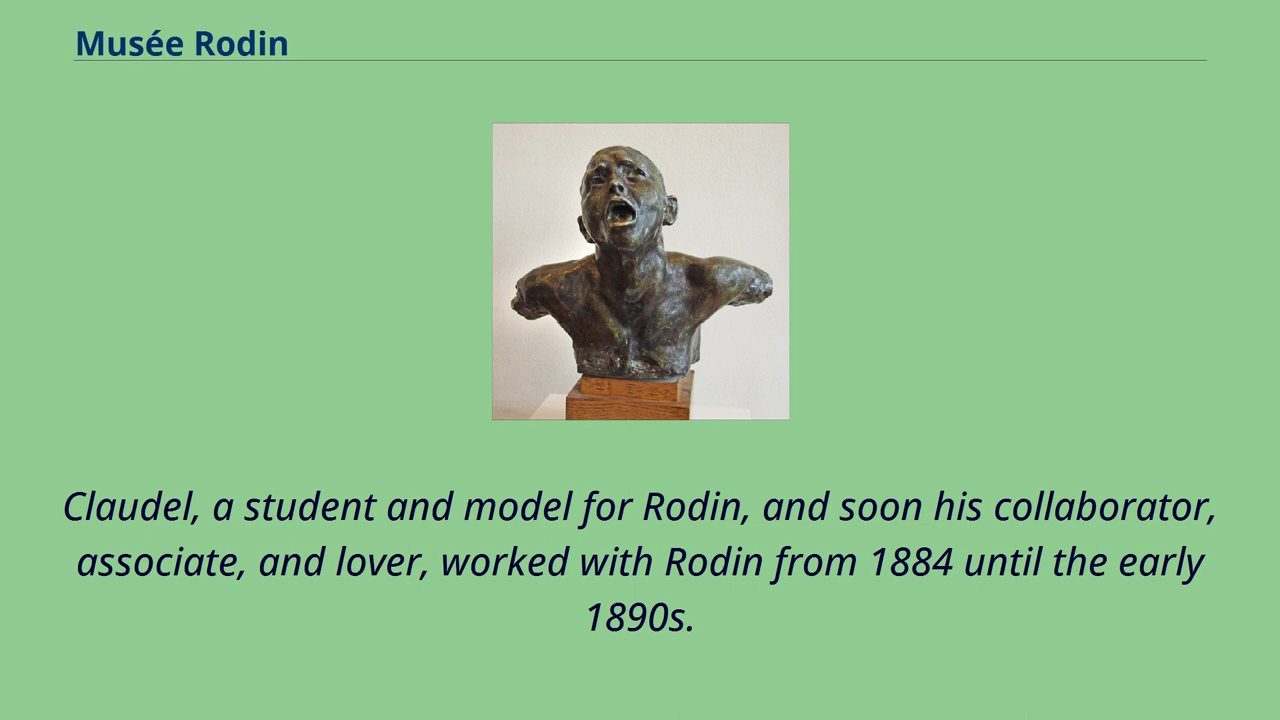 Musée Rodin
Claudel, a student and model for Rodin, and soon his collaborator,
associate, and lover, worked with Rodin from 1884 until the early
1890s.